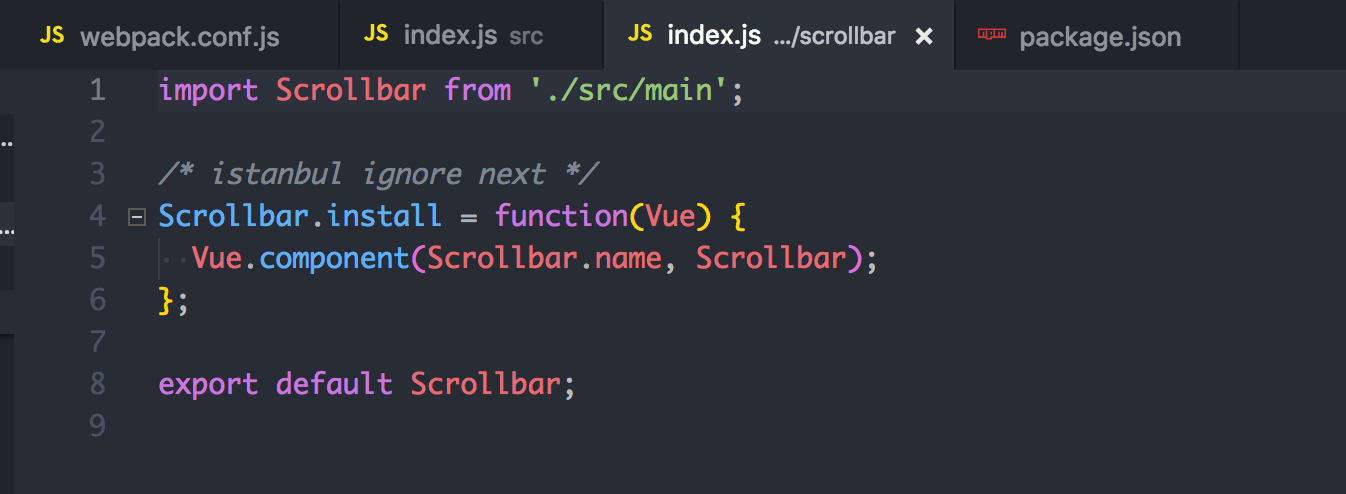 JS webpack.conf.js JS index.js src JS index.js .../scrollbar × npm package.json
1 import Scrollbar from './src/main';
2
3 /* istanbul ignore next */
4 Scrollbar.install = function(Vue) {
5 Vue.component(Scrollbar.name, Scrollbar);
6 };
7
8 export default Scrollbar;
9